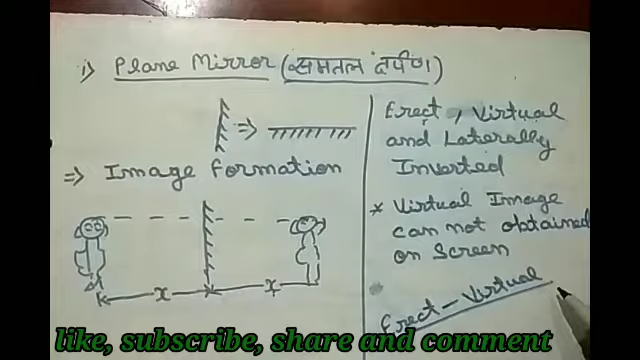 i) Plane Mirror (समतल दर्पण)
⇒
⇒ Image formation
x x
Erect, Virtual
and Laterally
Inverted
* Virtual Image
can not obtained
on Screen
Erect - Virtual
like, subscribe, share and comment